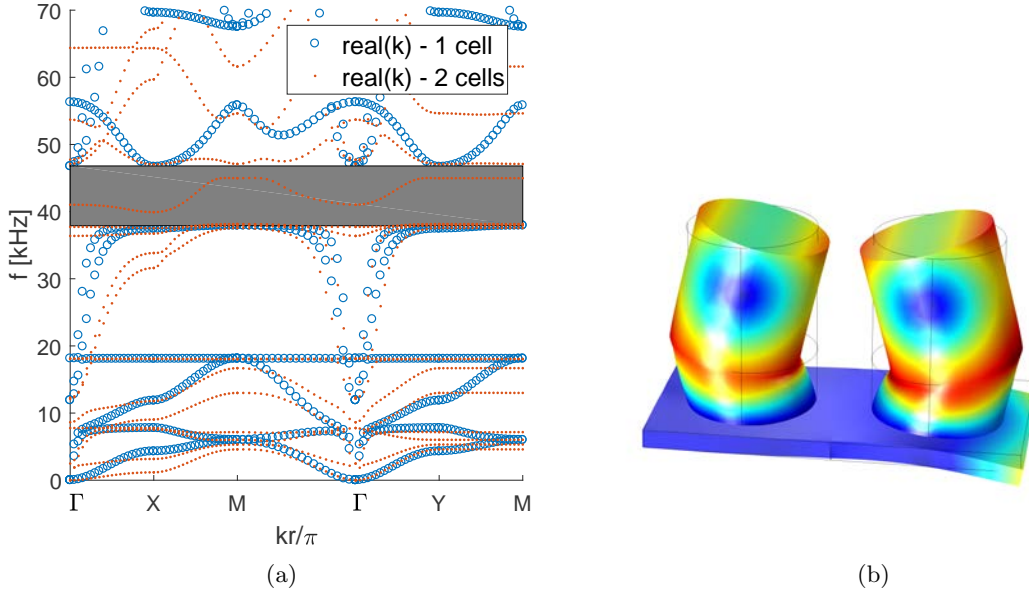 70
60
50
40
30
20
10
0
f [kHz]
real(k) - 1 cell
real(k) - 2 cells
Γ X M Γ Y M
kr/π
(a) (b)